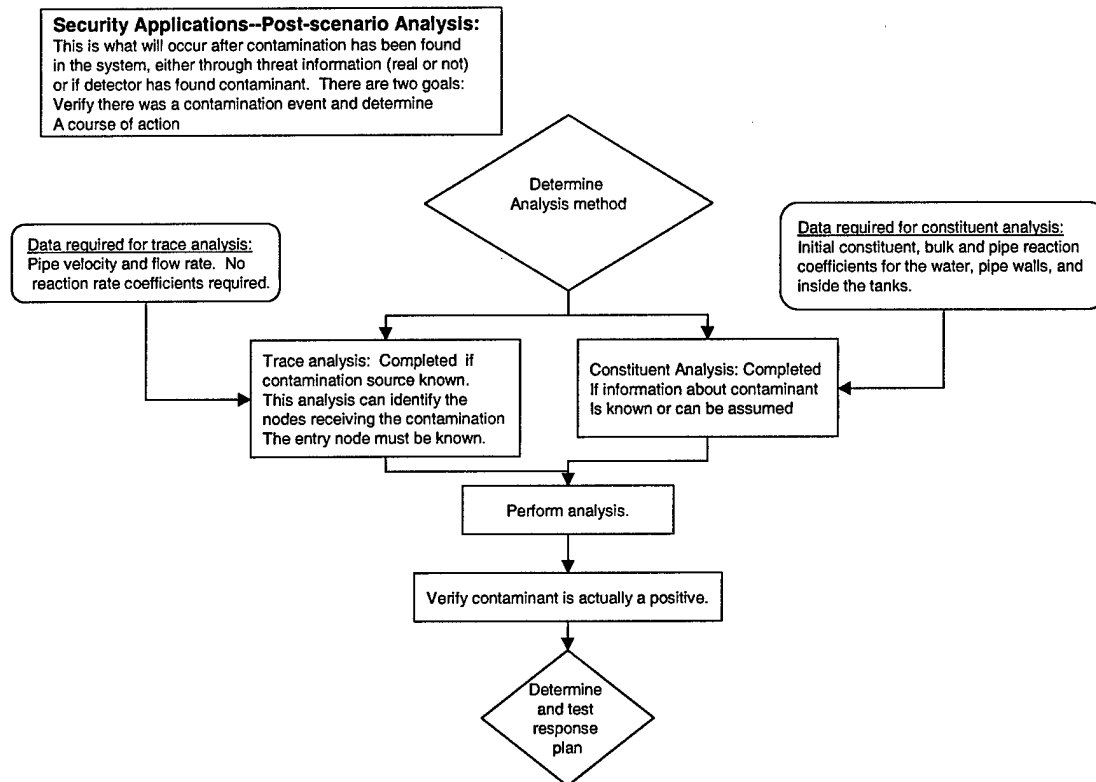 Security Applications--Post-scenario Analysis:
This is what will occur after contamination has been found
in the system, either through threat information (real or not)
or if detector has found contaminant. There are two goals:
Verify there was a contamination event and determine
A course of action
Determine
Analysis method
Data required for trace analysis:
Pipe velocity and flow rate. No
reaction rate coefficients required.
Data required for constituent analysis:
Initial constituent, bulk and pipe reaction
coefficients for the water, pipe walls, and
inside the tanks.
Trace analysis: Completed if
contamination source known.
This analysis can identify the
nodes receiving the contamination
The entry node must be known.
Constituent Analysis: Completed
If information about contaminant
Is known or can be assumed
Perform analysis.
Verify contaminant is actually a positive.
Determine
and test
response
plan